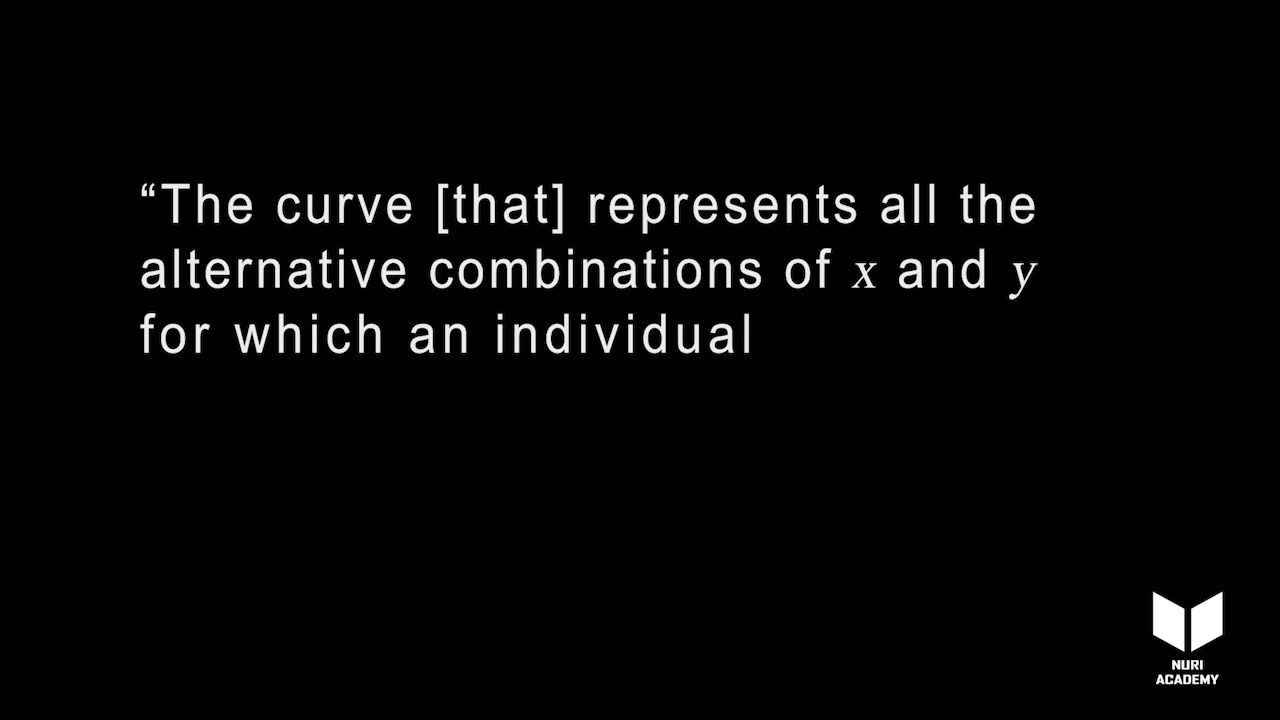 “The curve [that] represents all the
alternative combinations of x and y
for which an individual
NURI
ACADEMY